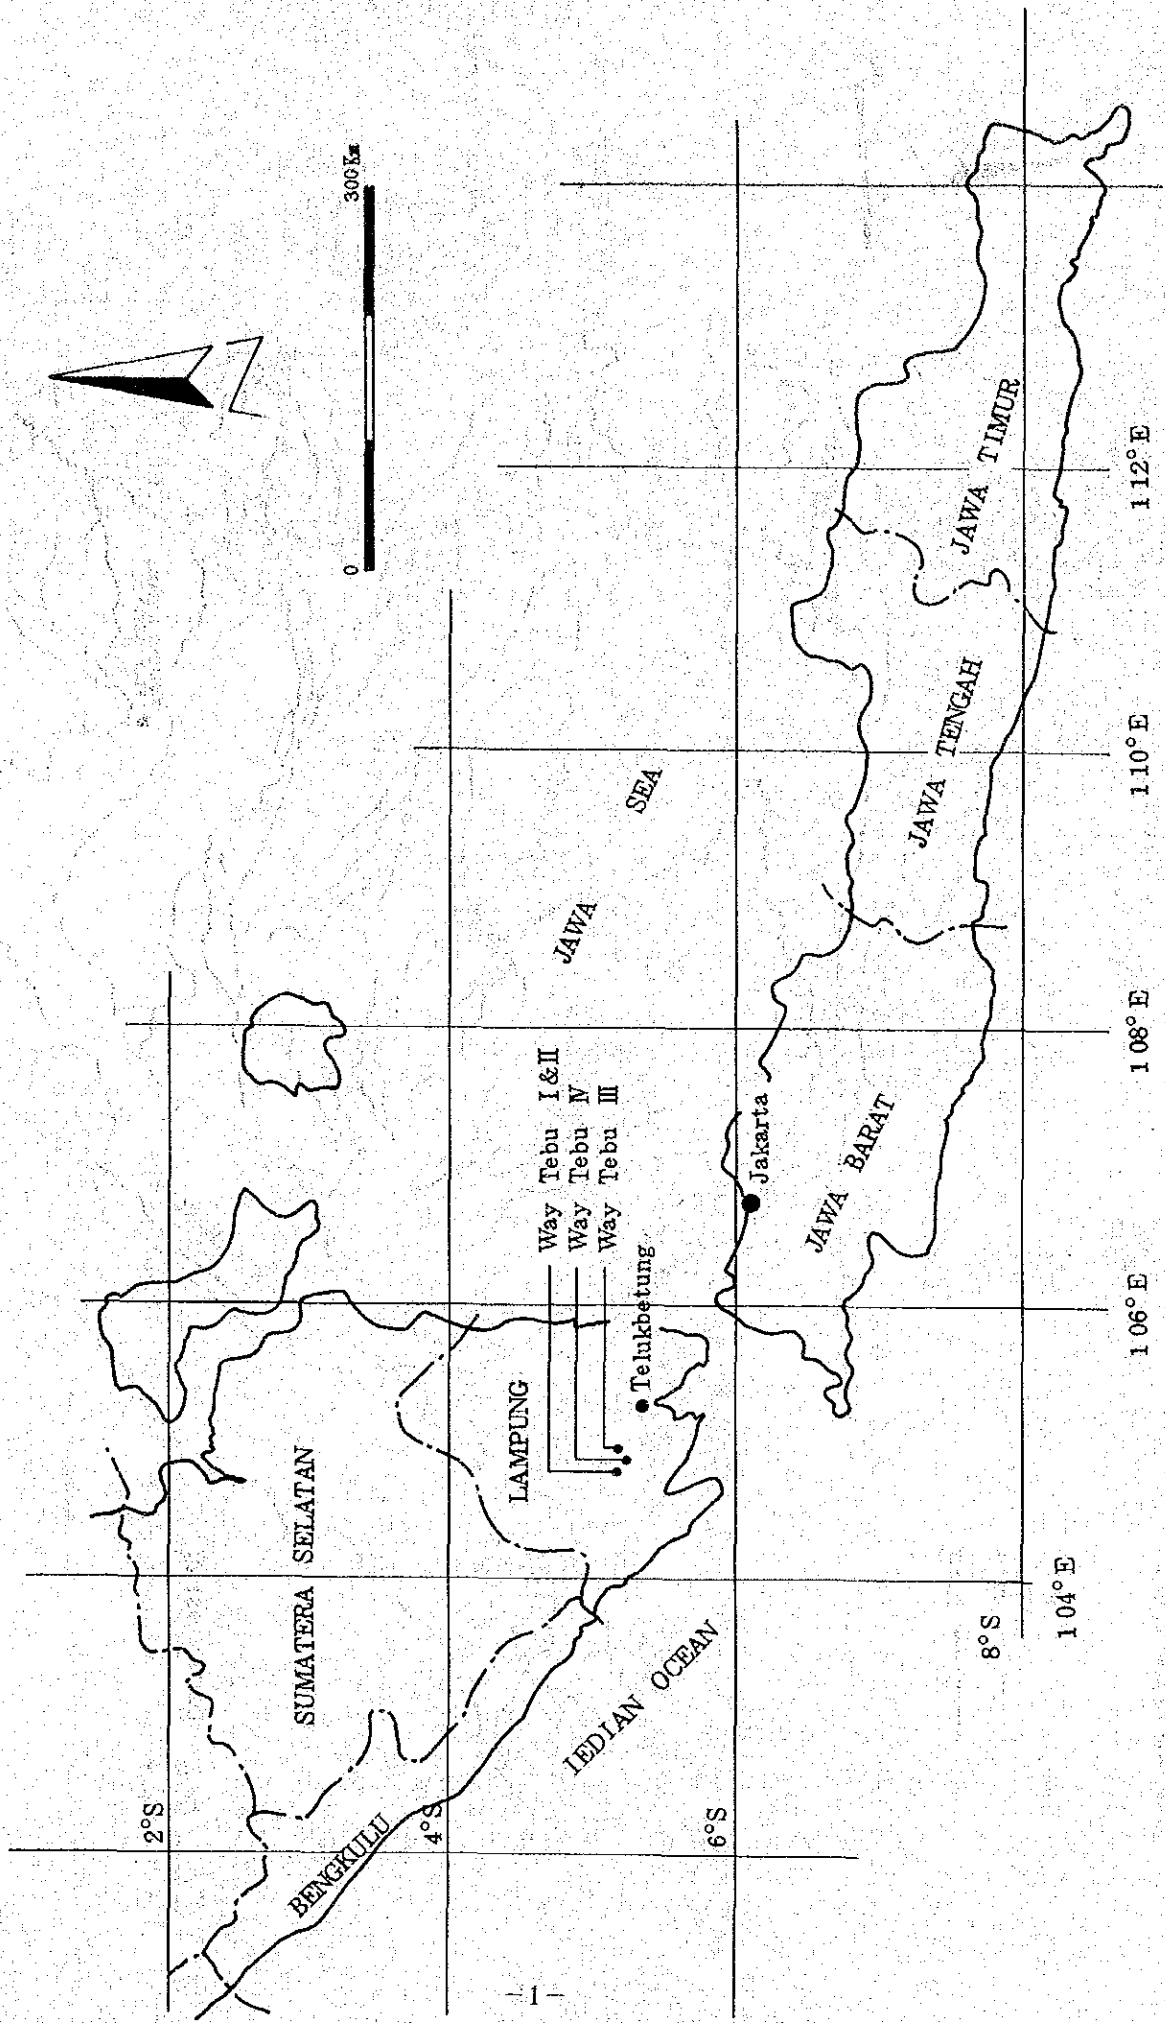 0
300Km
2°S
SUMATERA SELATAN
BENGKULU
4°S
LAMPUNG
Way Tebu I&II
Way Tebu IV
Way Tebu III
Telukbetung
JAWA SEA
IEDIAN OCEAN
6°S
Jakarta
JAWA BARAT
JAWA TENGAH
JAWA TIMUR
8°S
104°E
106°E
108°E
110°E
112°E
-1-